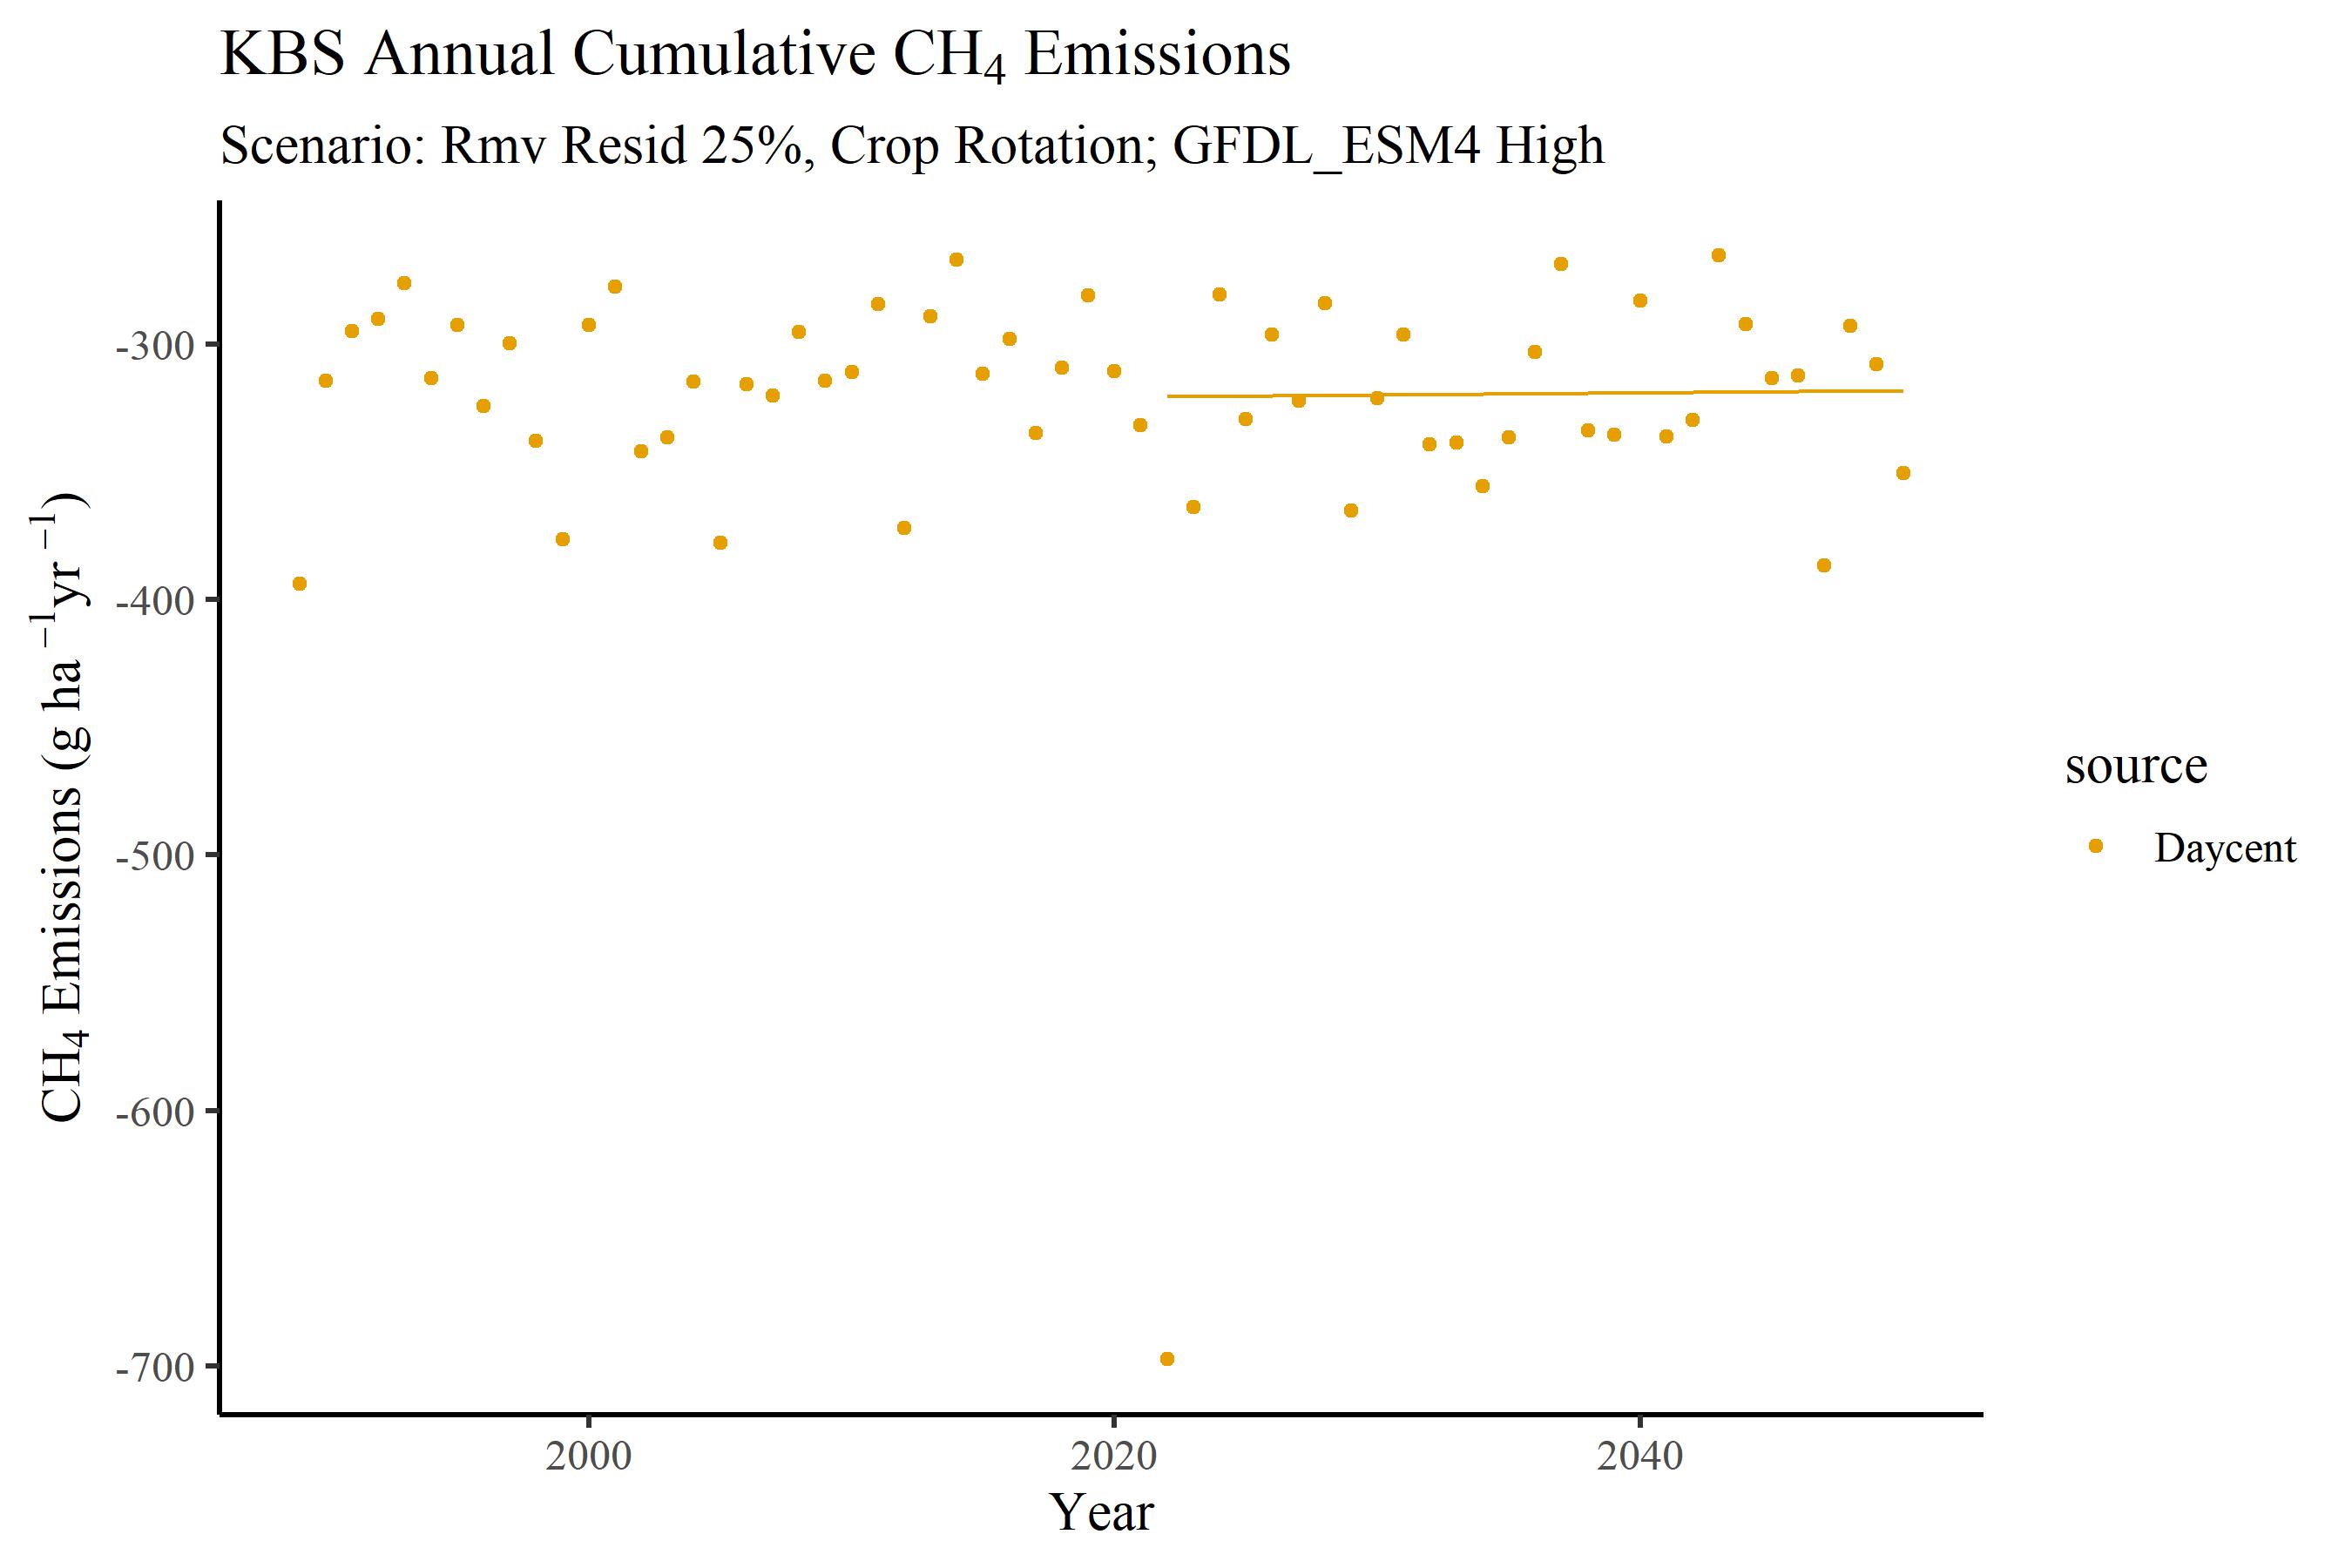 KBS Annual Cumulative CH₄ Emissions
Scenario: Rmv Resid 25%, Crop Rotation; GFDL_ESM4 High
CH₄ Emissions (g ha⁻¹yr⁻¹)
-300
-400
-500
-600
-700
2000
2020
2040
Year
source
Daycent